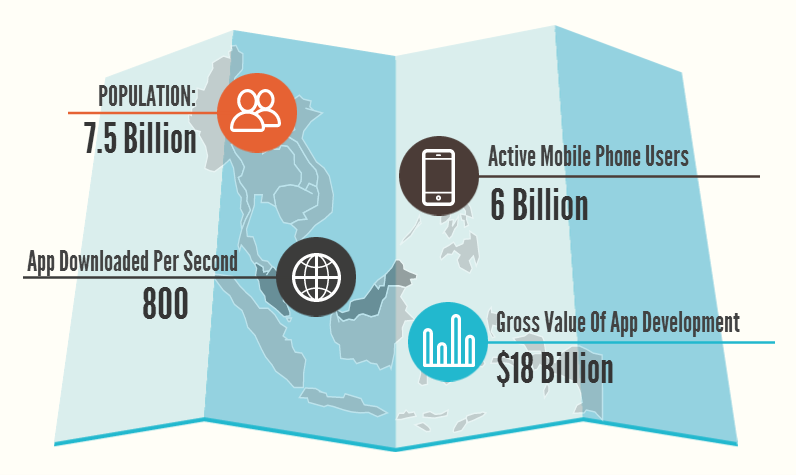 POPULATION:
7.5 Billion
Active Mobile Phone Users
6 Billion
App Downloaded Per Second
800
Gross Value Of App Development
$18 Billion